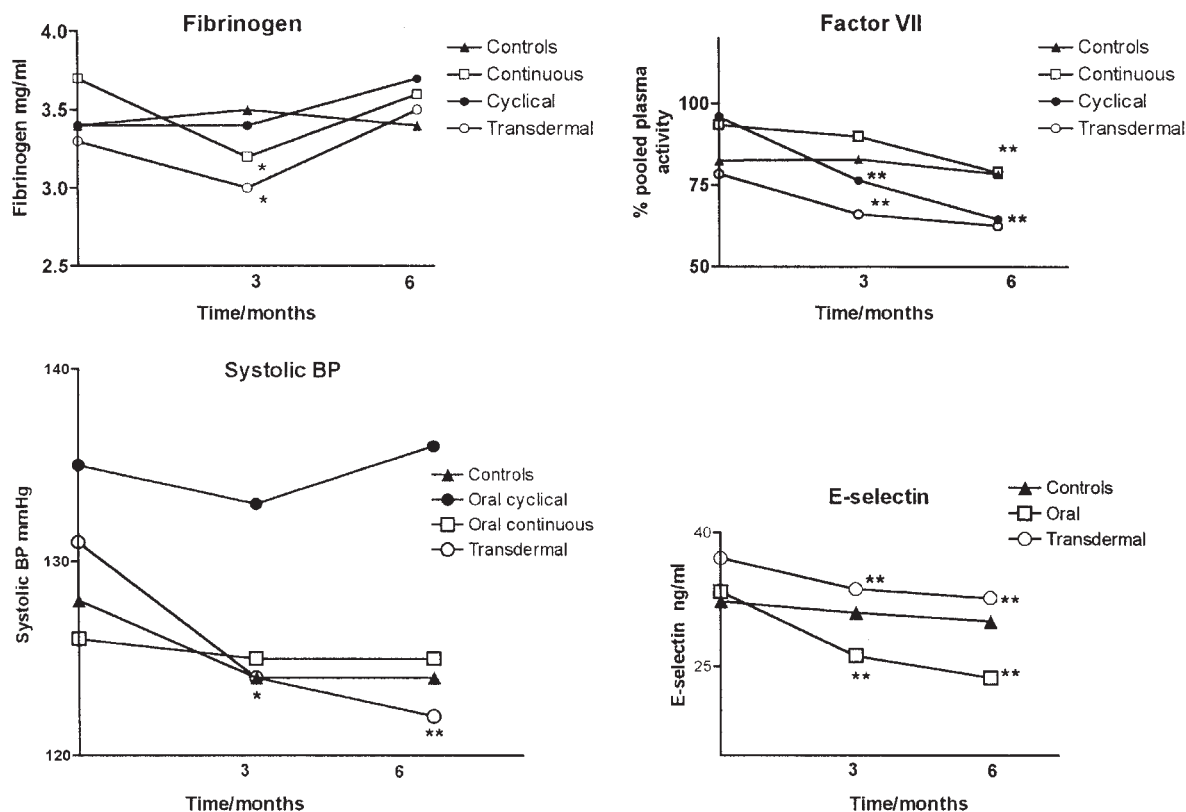 Fibrinogen
Fibrinogen mg/ml
4.0
3.5
3.0
2.5
*
*
3
6
Time/months
Controls
Continuous
Cyclical
Transdermal
Factor VII
% pooled plasma
activity
100
75
50
**
**
**
**
3
6
Time/months
Controls
Continuous
Cyclical
Transdermal
Systolic BP
Systolic BP mmHg
140
130
120
*
**
3
6
Time/months
Controls
Oral cyclical
Oral continuous
Transdermal
E-selectin
E-selectin ng/ml
40
25
**
**
**
**
3
6
Time/months
Controls
Oral
Transdermal